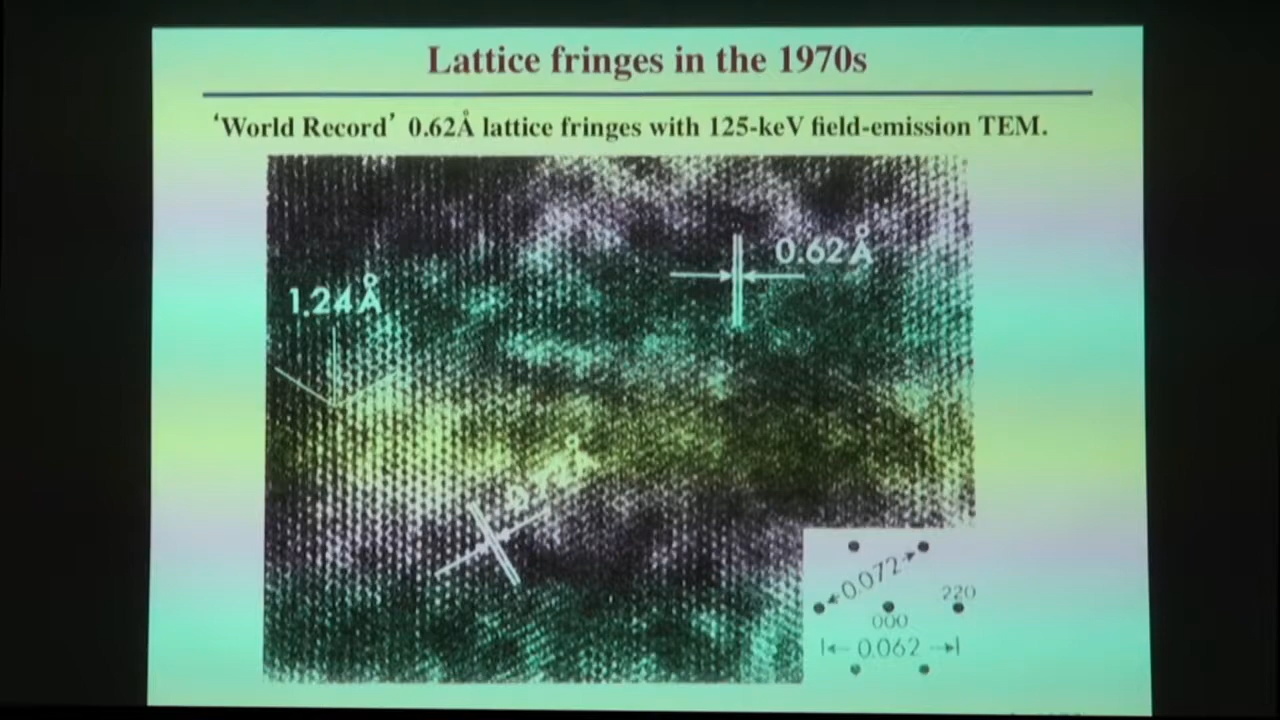 Lattice fringes in the 1970s
‘World Record’ 0.62Å lattice fringes with 125-keV field-emission TEM.
0.62Å
1.24Å
0.072
220
000
0.062